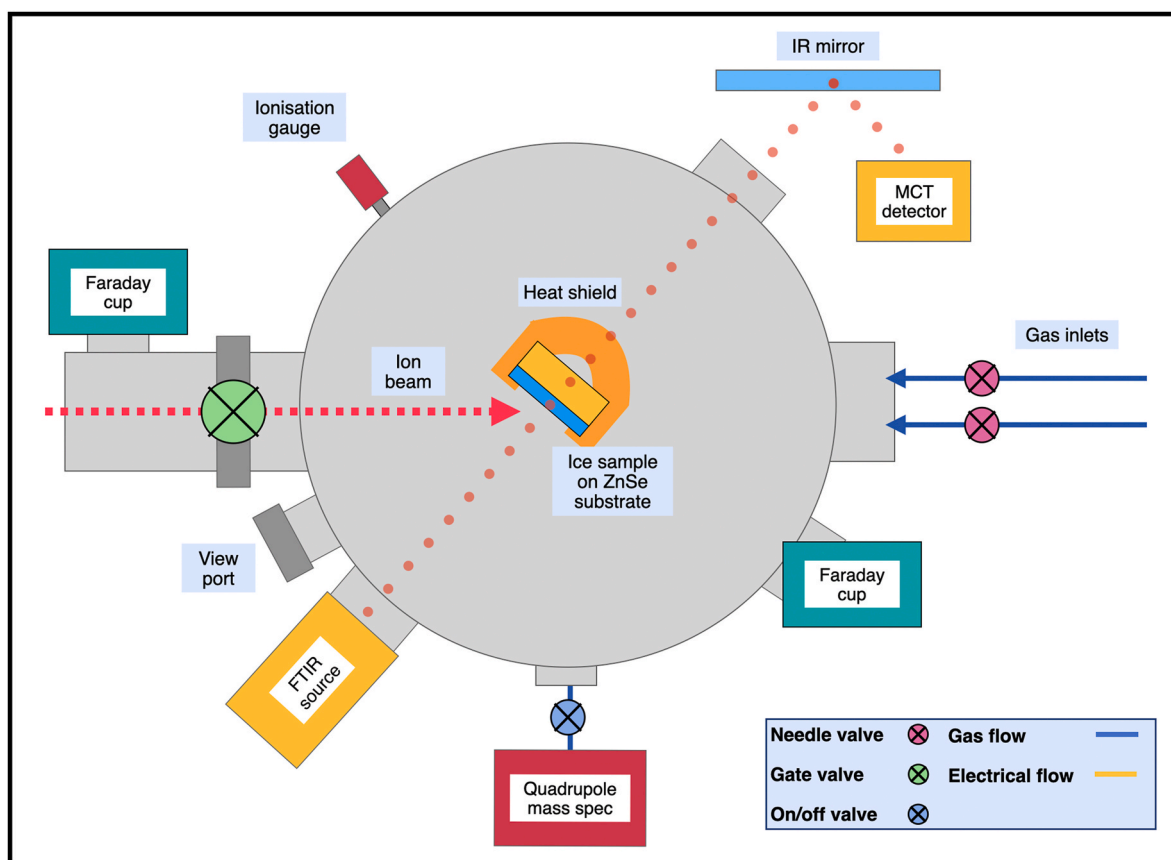 IR mirror
Ionisation
gauge
MCT
detector
Faraday
cup
Heat shield
Gas inlets
Ion
beam
Ice sample
on ZnSe
substrate
View
port
Faraday
cup
FTIR
source
Quadrupole
mass spec
Needle valve
Gas flow
Gate valve
Electrical flow
On/off valve